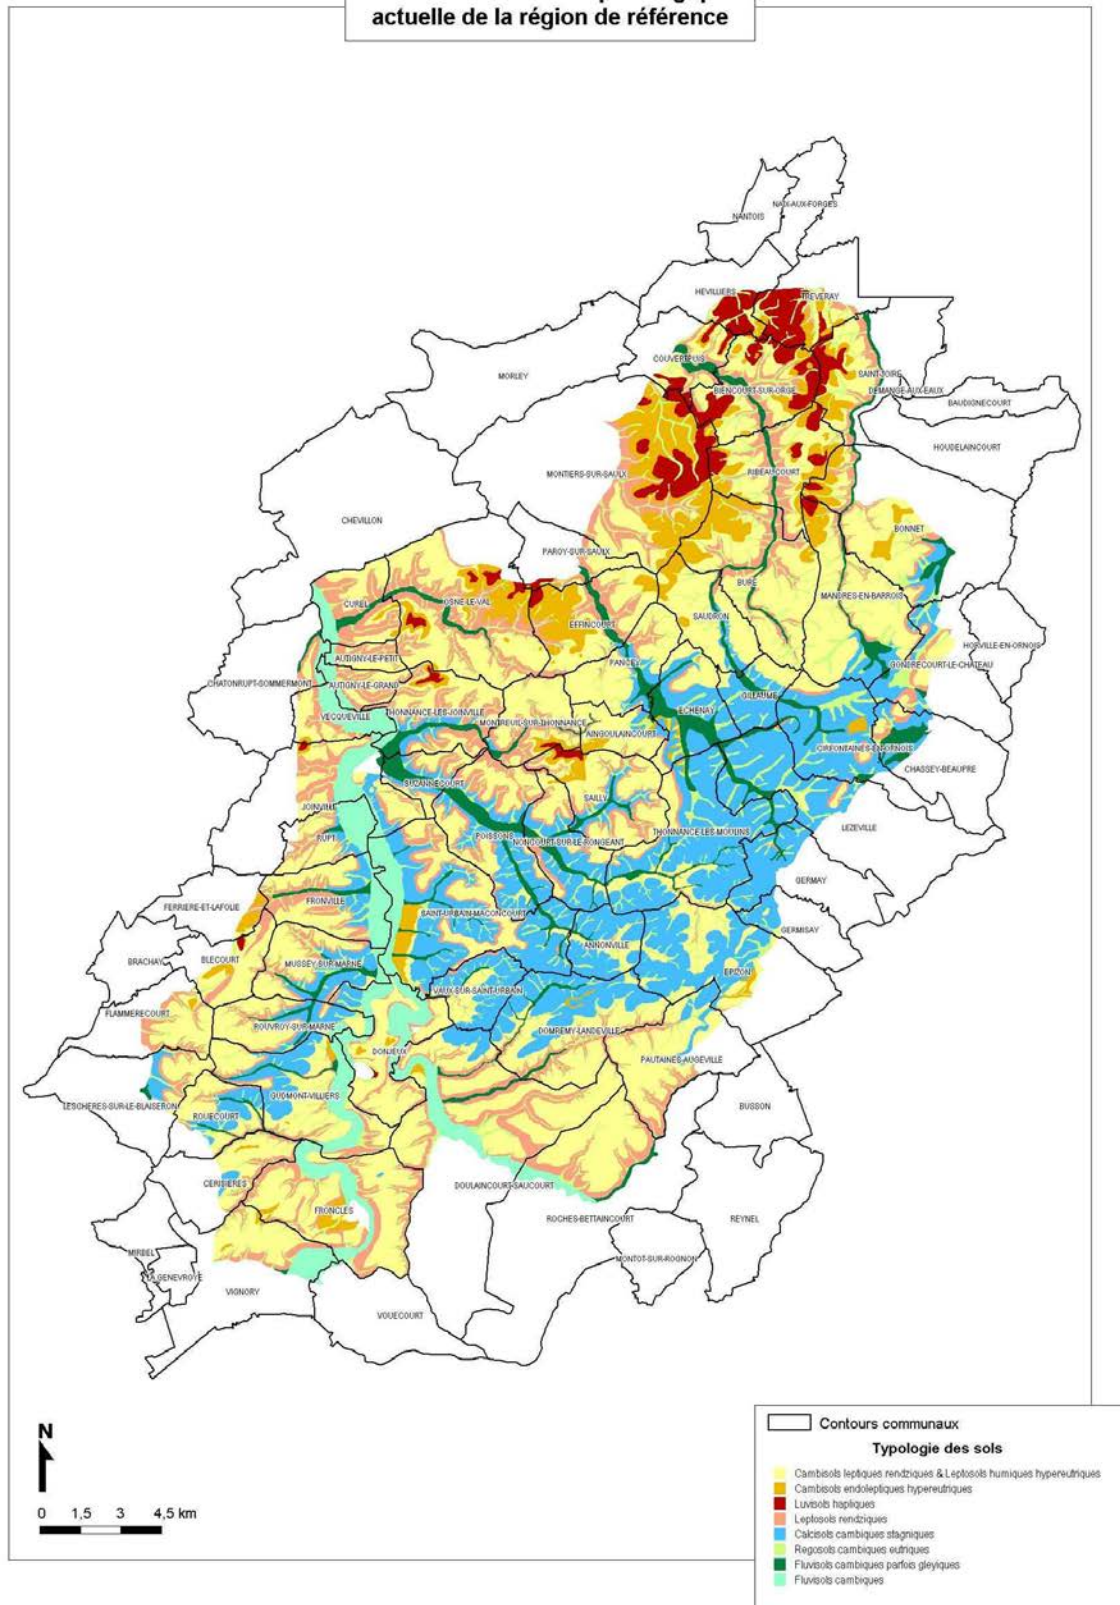 actuelle de la région de référence
NAIX-AUX-FORGES
NANTOIS
HEVILLIERS
TREVERAY
COUVERTPUIS
MORLEY
SAINT-JOIRE
BIENCOURT-SUR-ORGE
DEMANGE-AUX-EAUX
BAUDIGNECOURT
HOUDELAINCOURT
MONTIERS-SUR-SAULX
RIBEAUCOURT
CHEVILLON
BONNET
PAROY-SUR-SAULX
BURE
MANDRES-EN-BARROIS
CUREL
OSNE-LE-VAL
SAUDRON
EFFINCOURT
HORVILLE-EN-ORNOIS
AUTIGNY-LE-PETIT
PANCEY
GONDRECOURT-LE-CHATEAU
CHATONRUPT-SOMMERMONT
AUTIGNY-LE-GRAND
GILLAUME
VECQUEVILLE
THONNANCE-LES-JOINVILLE
ECHENAY
MONTREUIL-SUR-THONNANCE
AINGOULAINCOURT
CIRFONTAINES-EN-ORNOIS
CHASSEY-BEAUPRE
SUZANNECOURT
SAILLY
JOINVILLE
LEZEVILLE
RUPT
POISSONS
THONNANCE-LES-MOULINS
NONCOURT-SUR-LE-RONGEANT
GERMAY
FERRIERE-ET-LAFOLIE
FRONVILLE
SAINT-URBAIN-MACONCOURT
GERMISAY
ANNONVILLE
BRACHAY
BLECOURT
MUSSEY-SUR-MARNE
EPIZON
VAUX-SUR-SAINT-URBAIN
FLAMMERECOURT
ROUVROY-SUR-MARNE
DOMREMY-LANDEVILLE
DONJEUX
PAUTAINES-AUGEVILLE
GUDMONT-VILLIERS
LESCHERES-SUR-LE-BLAISERON
BUSSON
ROUECOURT
CERISIERES
DOULAINCOURT-SAUCOURT
FRONCLES
ROCHES-BETTAINCOURT
REYNEL
MIRBEL
MONTOT-SUR-ROGNON
LA GENEVROYE
VIGNORY
VOUECOURT
N
0 1,5 3 4,5 km
Contours communaux
Typologie des sols
Cambisols leptiques rendziques & Leptosols humiques hypereutriques
Cambisols endoleptiques hypereutriques
Luvisols hapliques
Leptosols rendziques
Calcisols cambiques stagniques
Regosols cambiques eutriques
Fluvisols cambiques parfois gleyiques
Fluvisols cambiques